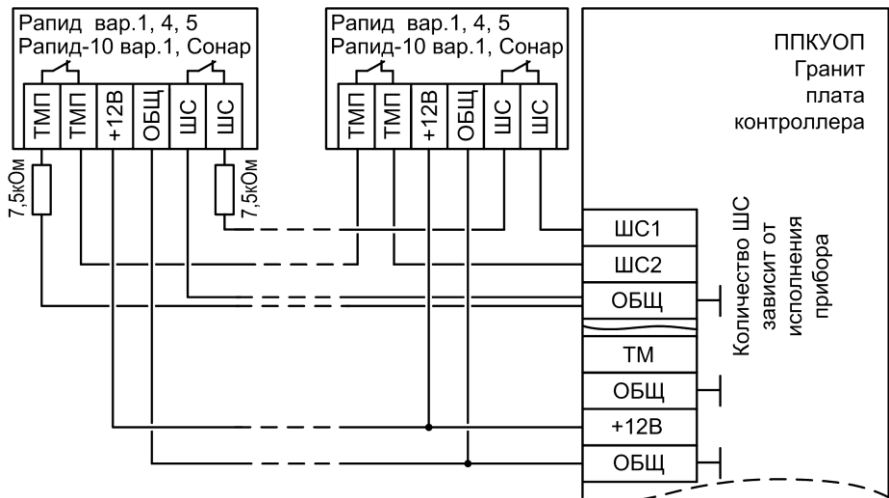 Рапид вар.1, 4, 5
Рапид-10 вар.1, Сонар
ТМП
ТМП
+12В
ОБЩ
ШС
ШС
7,5кОм
7,5кОм
Рапид вар.1, 4, 5
Рапид-10 вар.1, Сонар
ТМП
ТМП
+12В
ОБЩ
ШС
ШС
ППКУОП
Гранит
плата
контроллера
ШС1
ШС2
ОБЩ
ТМ
ОБЩ
+12В
ОБЩ
Количество ШС
зависит от
исполнения
прибора